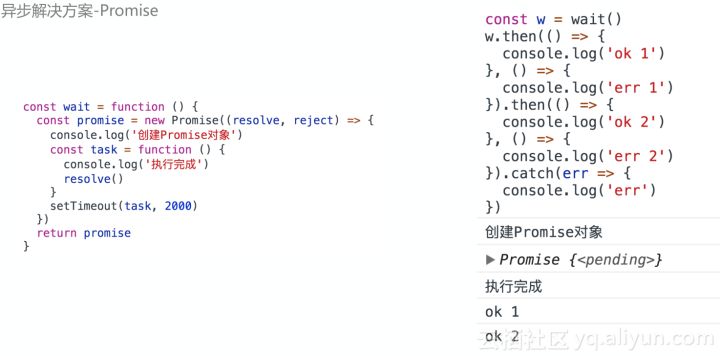 异步解决方案-Promise
const wait = function () {
const promise = new Promise((resolve, reject) => {
console.log('创建Promise对象')
const task = function () {
console.log('执行完成')
resolve()
}
setTimeout(task, 2000)
})
return promise
}
const w = wait()
w.then(() => {
console.log('ok 1')
}, () => {
console.log('err 1')
}).then(() => {
console.log('ok 2')
}, () => {
console.log('err 2')
}).catch(err => {
console.log('err')
})
创建Promise对象
▶ Promise {<pending>}
执行完成
ok 1
ok 2
云栖社区 yq.aliyun.com